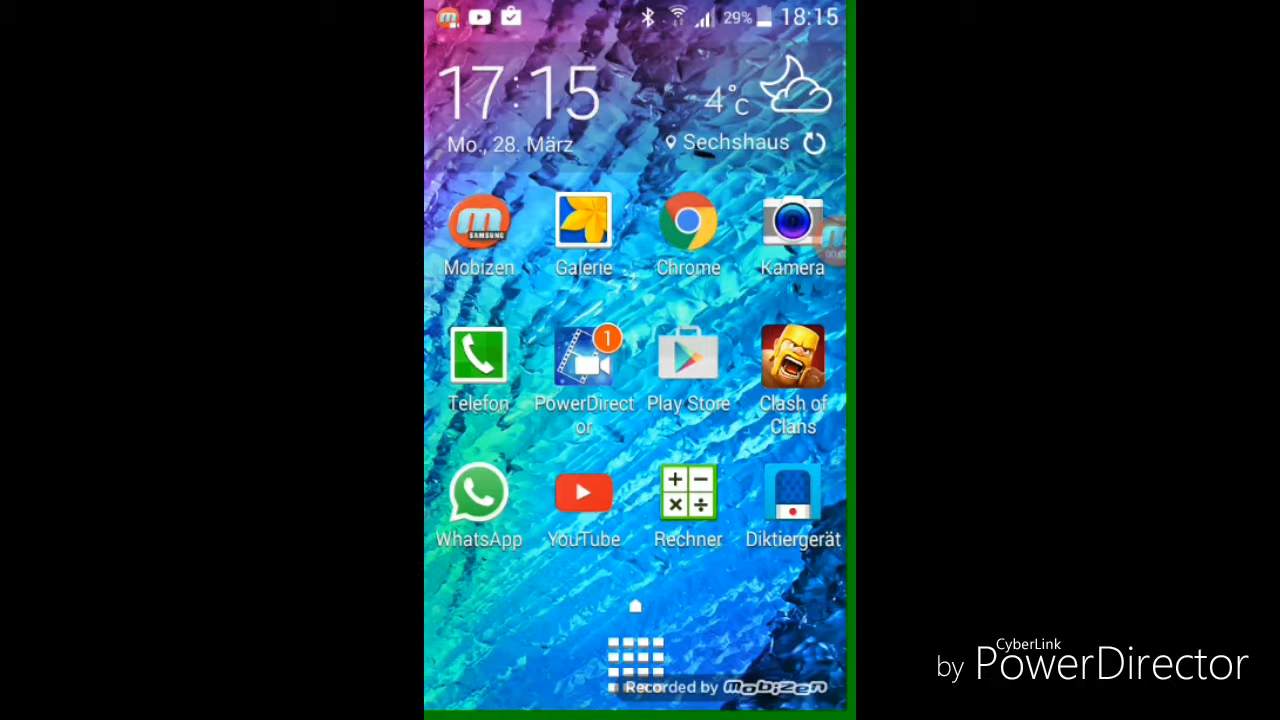 m
29% 18:15
17:15
4°c
Mo., 28. März
Sechshaus
m
SAMSUNG
Mobizen
Galerie
Chrome
Kamera
1
Telefon
PowerDirect
or
Play Store
Clash of
Clans
+ −
× ÷
WhatsApp
YouTube
Rechner
Diktiergerät
Recorded by mobizen
CyberLink
by PowerDirector